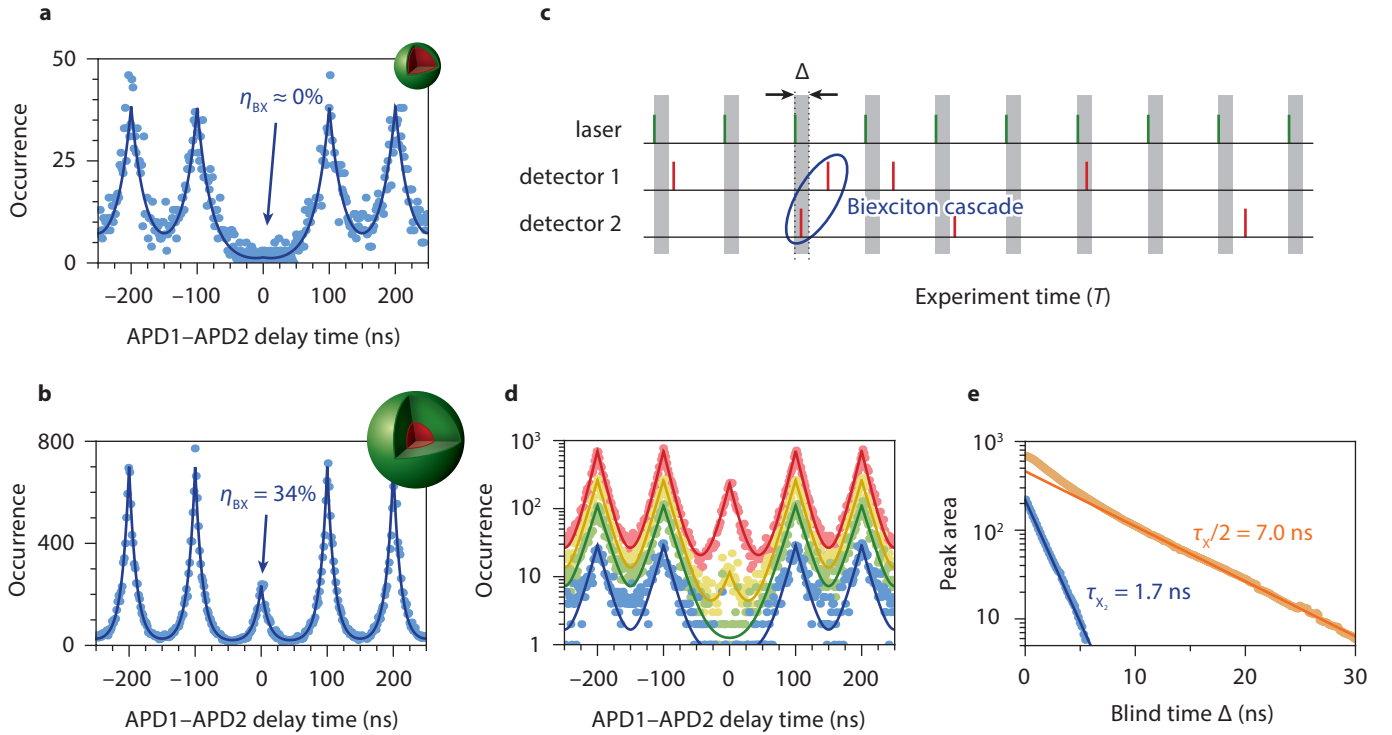 a
50
25
0
Occurrence
η_BX ≈ 0%
−200 −100 0 100 200
APD1–APD2 delay time (ns)
c
Δ
laser
detector 1
detector 2
Biexciton cascade
Experiment time (T)
b
800
400
0
Occurrence
η_BX = 34%
−200 −100 0 100 200
APD1–APD2 delay time (ns)
d
10³
10²
10
1
Occurrence
−200 −100 0 100 200
APD1–APD2 delay time (ns)
e
10³
10²
10
Peak area
τ_X/2 = 7.0 ns
τ_X₂ = 1.7 ns
0 10 20 30
Blind time Δ (ns)